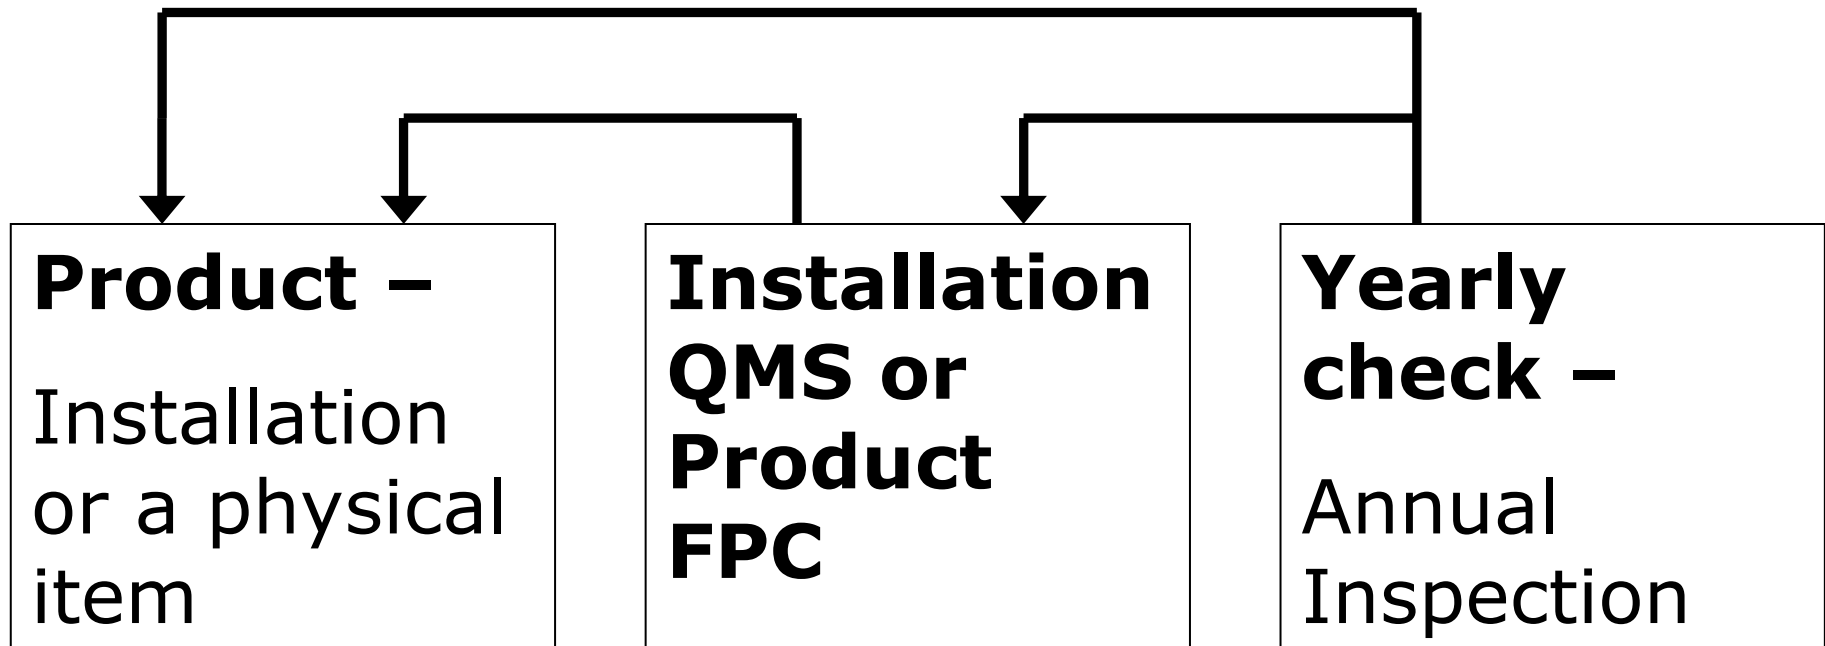 Product –
Installation
or a physical
item
Installation
QMS or
Product
FPC
Yearly
check –
Annual
Inspection